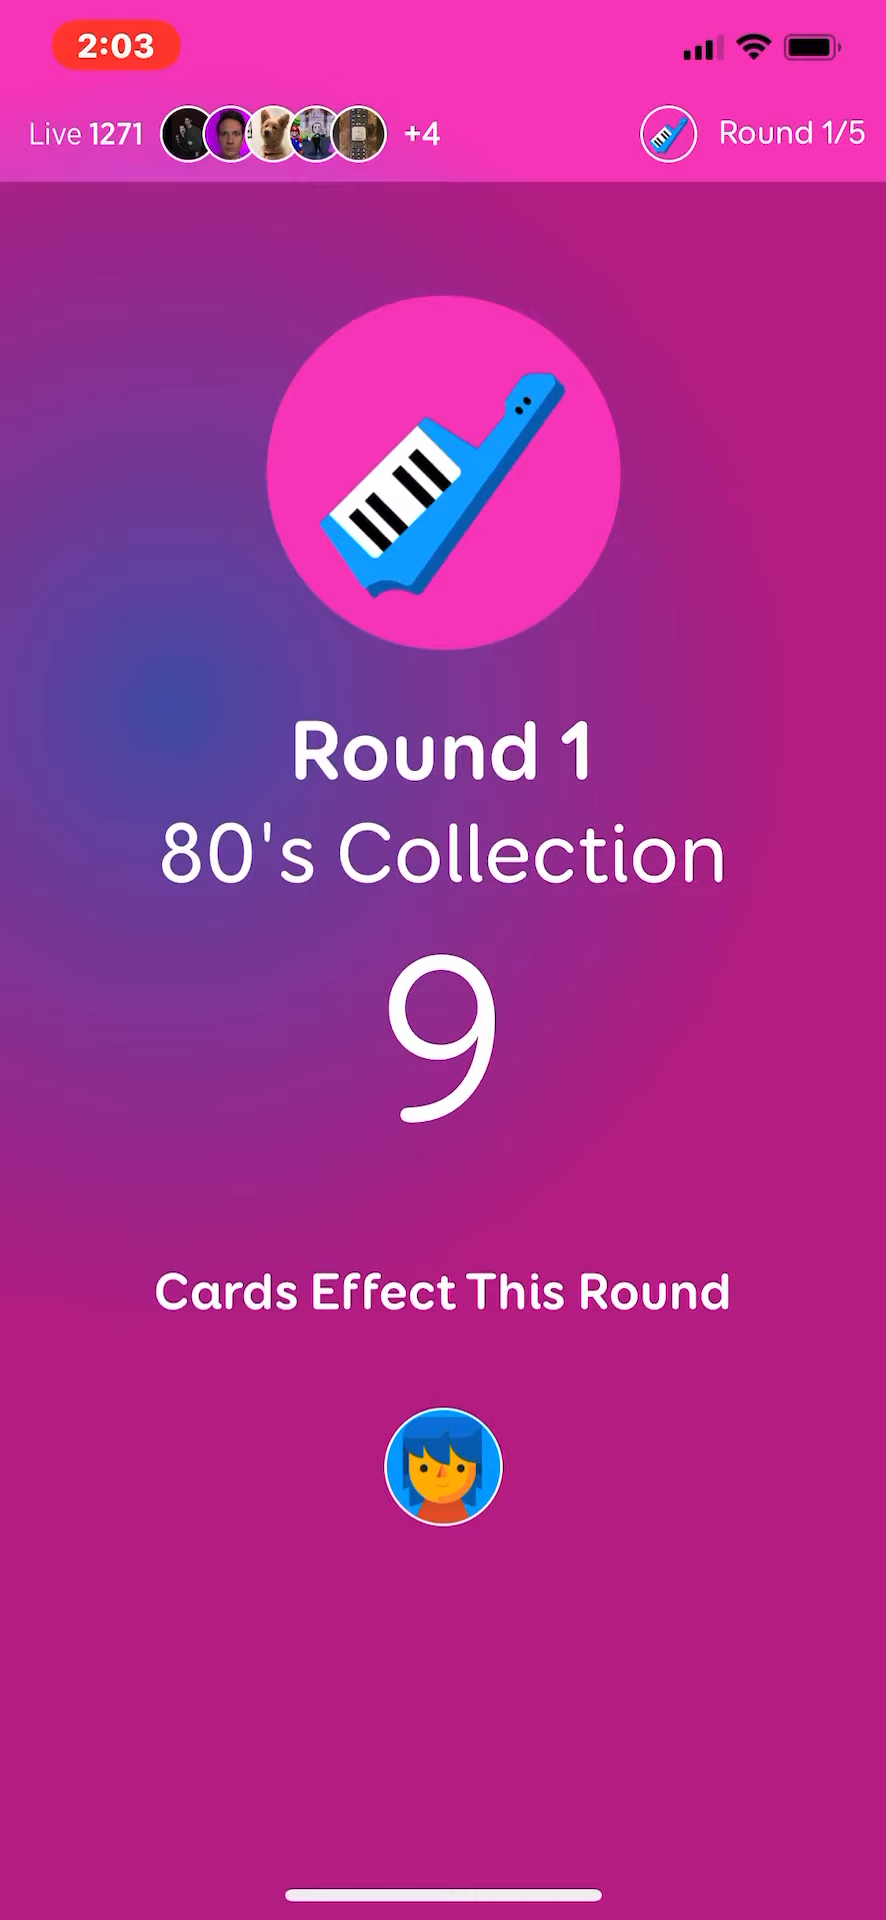 2:03
Live 1271
+4
Round 1/5
Round 1
80's Collection
9
Cards Effect This Round